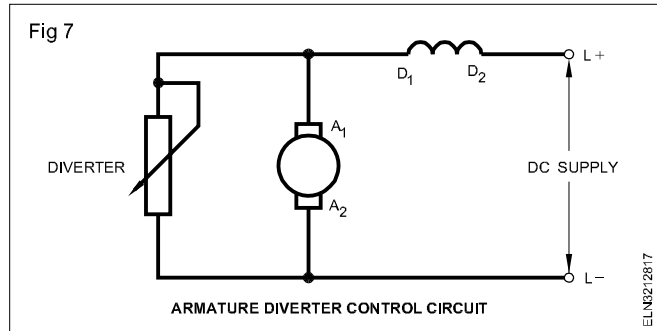 Fig 7
D1 D2
L +
A1
DIVERTER
DC SUPPLY
A2
L–
ARMATURE DIVERTER CONTROL CIRCUIT
ELN3212817